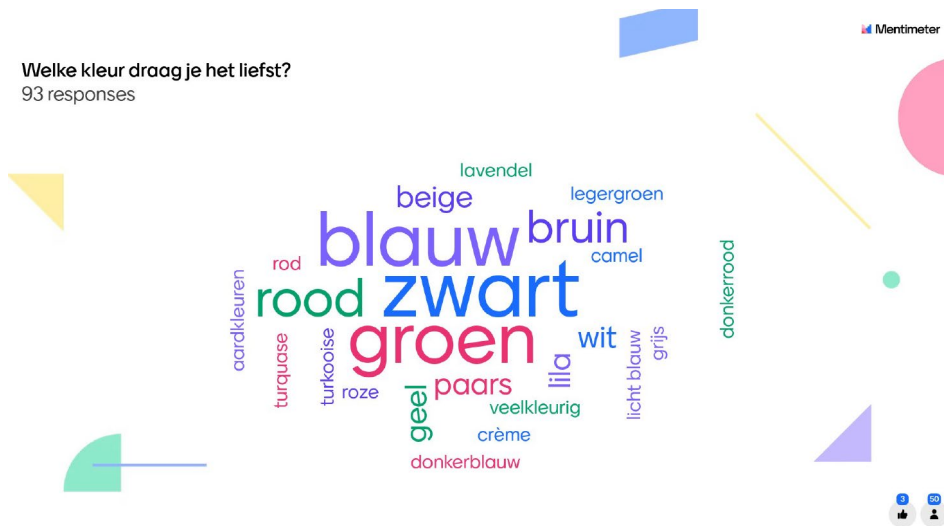 Mentimeter
Welke kleur draag je het liefst?
93 responses
lavendel
beige
legergroen
blauw
bruin
rod
camel
donkerrood
aardkleuren
rood
zwart
groen
wit
turquase
turkooise
roze
geel
paars
lila
licht blauw
grijs
veelkleurig
crème
donkerblauw
3
50